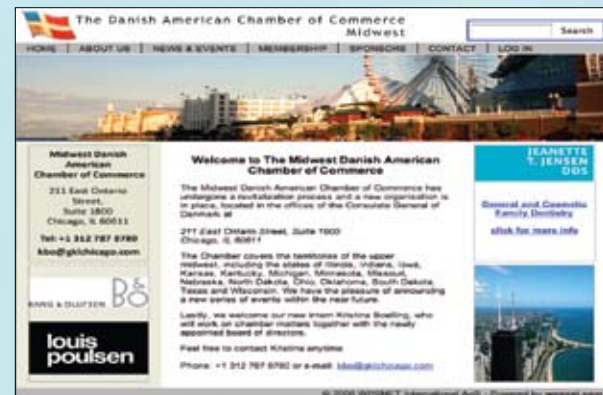 The Danish American Chamber of Commerce
Midwest
Search
HOME | ABOUT US | NEWS & EVENTS | MEMBERSHIP | SPONSORS | CONTACT | LOG IN
Midwest Danish
American
Chamber of Commerce
211 East Ontario
Street,
Suite 1800
Chicago, IL 60611
Tel: +1 312 787 8780
kbo@gklchicago.com
B&O
BANG & OLUFSEN
louis
poulsen
Welcome to The Midwest Danish American
Chamber of Commerce
The Midwest Danish American Chamber of Commerce has
undergone a revitalization process and a new organisation is
in place, located in the offices of the Consulate General of
Denmark at
211 East Ontario Street, Suite 1800
Chicago, IL 60611
The Chamber covers the territories of the upper
midwest, including the states of Illinois, Indiana, Iowa,
Kansas, Kentucky, Michigan, Minnesota, Missouri,
Nebraska, North Dakota, Ohio, Oklahoma, South Dakota,
Texas and Wisconsin. We have the pleasure of announcing
a new series of events within the near future.
Lastly, we welcome our new intern Kristina Boelling, who
will work on chamber matters together with the newly
appointed board of directors.
Feel free to contact Kristina anytime
Phone: +1 312 787 8780 or e-mail: kbo@gklchicago.com
JEANETTE
T. JENSEN
DDS
General and Cosmetic
Family Dentistry
click for more info
International ApS - Powered by